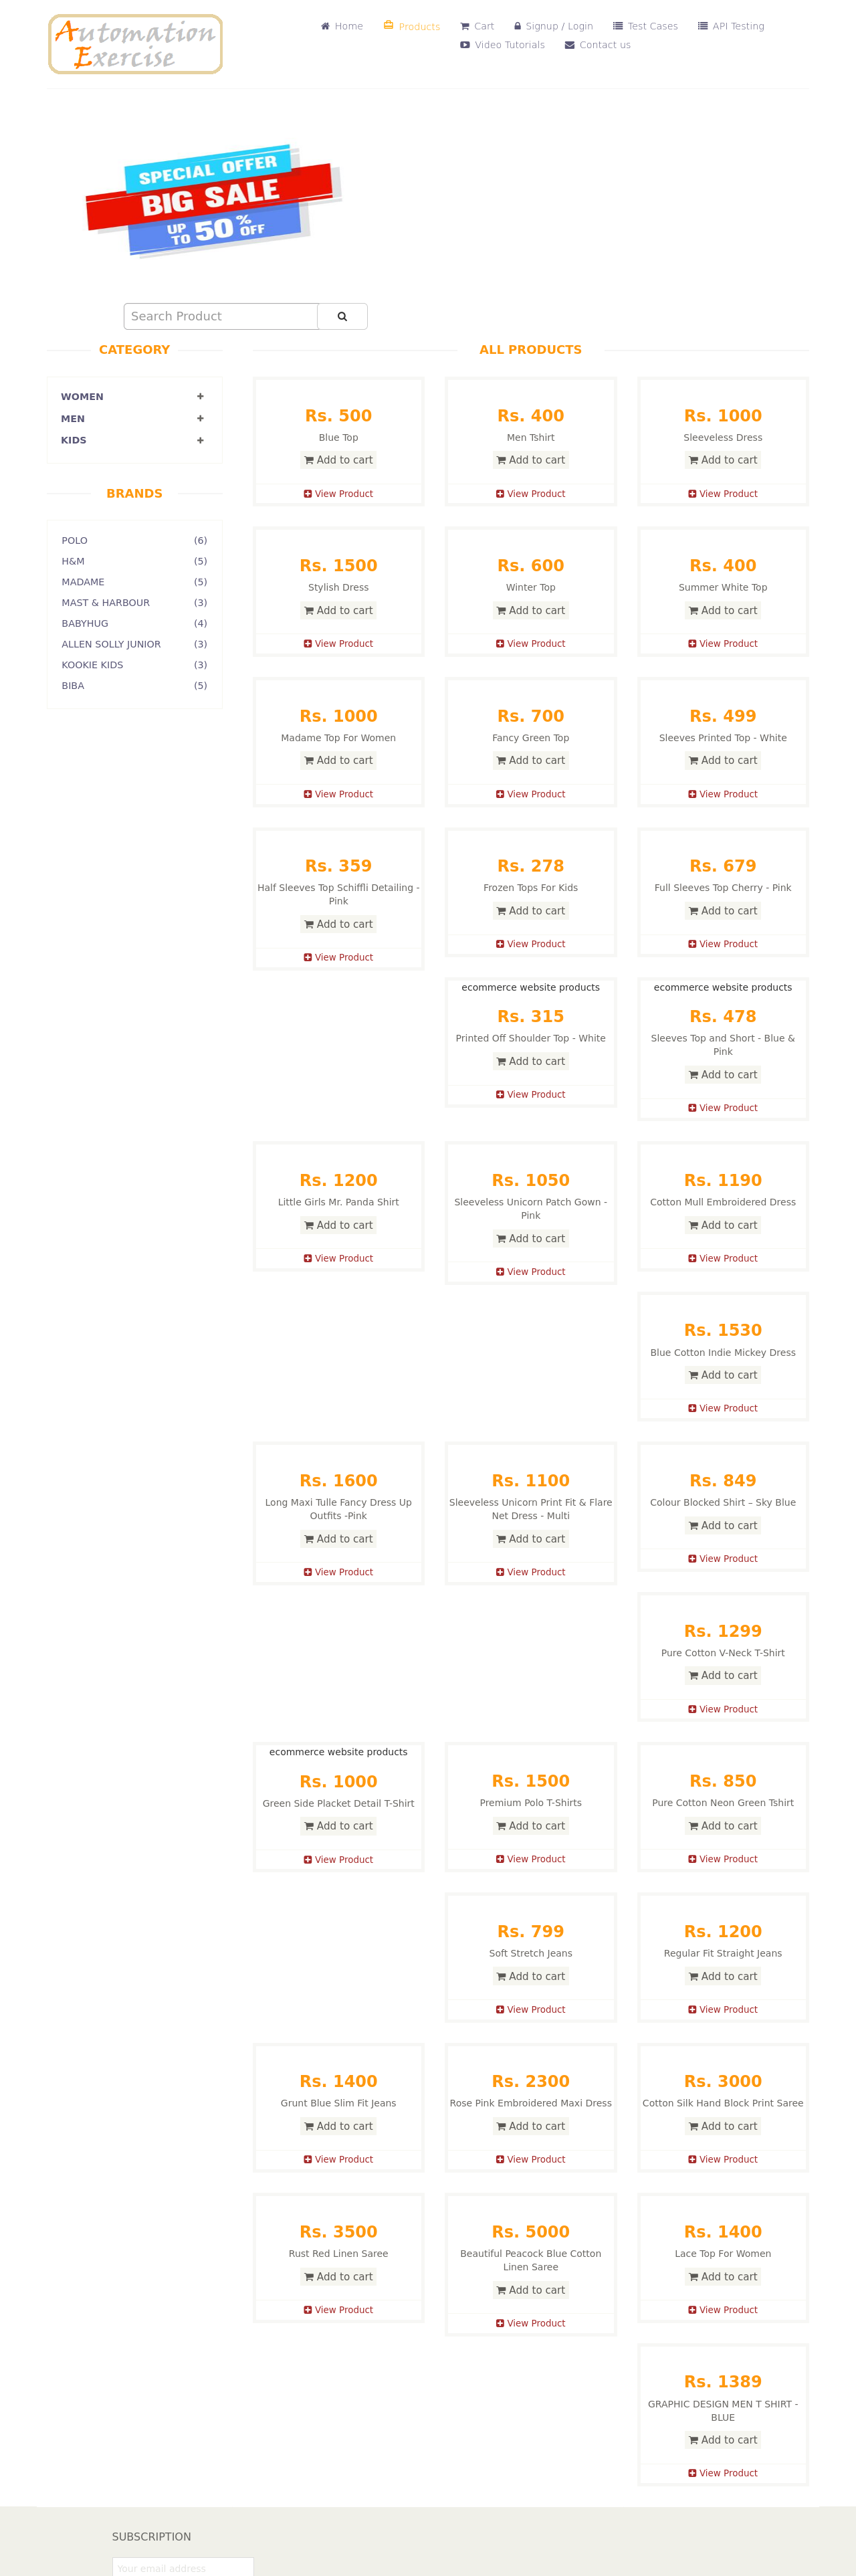 Automation
Exercise
Home
Products
Cart
Signup / Login
Test Cases
API Testing
Video Tutorials
Contact us
SPECIAL OFFER
BIG SALE
UP TO 50% OFF
Search Product
CATEGORY
WOMEN
MEN
KIDS
BRANDS
POLO (6)
H&M (5)
MADAME (5)
MAST & HARBOUR (3)
BABYHUG (4)
ALLEN SOLLY JUNIOR (3)
KOOKIE KIDS (3)
BIBA (5)
ALL PRODUCTS
Rs. 500
Blue Top
Add to cart
View Product
Rs. 400
Men Tshirt
Add to cart
View Product
Rs. 1000
Sleeveless Dress
Add to cart
View Product
Rs. 1500
Stylish Dress
Add to cart
View Product
Rs. 600
Winter Top
Add to cart
View Product
Rs. 400
Summer White Top
Add to cart
View Product
Rs. 1000
Madame Top For Women
Add to cart
View Product
Rs. 700
Fancy Green Top
Add to cart
View Product
Rs. 499
Sleeves Printed Top - White
Add to cart
View Product
Rs. 359
Half Sleeves Top Schiffli Detailing -
Pink
Add to cart
View Product
Rs. 278
Frozen Tops For Kids
Add to cart
View Product
Rs. 679
Full Sleeves Top Cherry - Pink
Add to cart
View Product
ecommerce website products
Rs. 315
Printed Off Shoulder Top - White
Add to cart
View Product
ecommerce website products
Rs. 478
Sleeves Top and Short - Blue &
Pink
Add to cart
View Product
Rs. 1200
Little Girls Mr. Panda Shirt
Add to cart
View Product
Rs. 1050
Sleeveless Unicorn Patch Gown -
Pink
Add to cart
View Product
Rs. 1190
Cotton Mull Embroidered Dress
Add to cart
View Product
Rs. 1530
Blue Cotton Indie Mickey Dress
Add to cart
View Product
Rs. 1600
Long Maxi Tulle Fancy Dress Up
Outfits -Pink
Add to cart
View Product
Rs. 1100
Sleeveless Unicorn Print Fit & Flare
Net Dress - Multi
Add to cart
View Product
Rs. 849
Colour Blocked Shirt – Sky Blue
Add to cart
View Product
Rs. 1299
Pure Cotton V-Neck T-Shirt
Add to cart
View Product
ecommerce website products
Rs. 1000
Green Side Placket Detail T-Shirt
Add to cart
View Product
Rs. 1500
Premium Polo T-Shirts
Add to cart
View Product
Rs. 850
Pure Cotton Neon Green Tshirt
Add to cart
View Product
Rs. 799
Soft Stretch Jeans
Add to cart
View Product
Rs. 1200
Regular Fit Straight Jeans
Add to cart
View Product
Rs. 1400
Grunt Blue Slim Fit Jeans
Add to cart
View Product
Rs. 2300
Rose Pink Embroidered Maxi Dress
Add to cart
View Product
Rs. 3000
Cotton Silk Hand Block Print Saree
Add to cart
View Product
Rs. 3500
Rust Red Linen Saree
Add to cart
View Product
Rs. 5000
Beautiful Peacock Blue Cotton
Linen Saree
Add to cart
View Product
Rs. 1400
Lace Top For Women
Add to cart
View Product
Rs. 1389
GRAPHIC DESIGN MEN T SHIRT -
BLUE
Add to cart
View Product
SUBSCRIPTION
Your email address